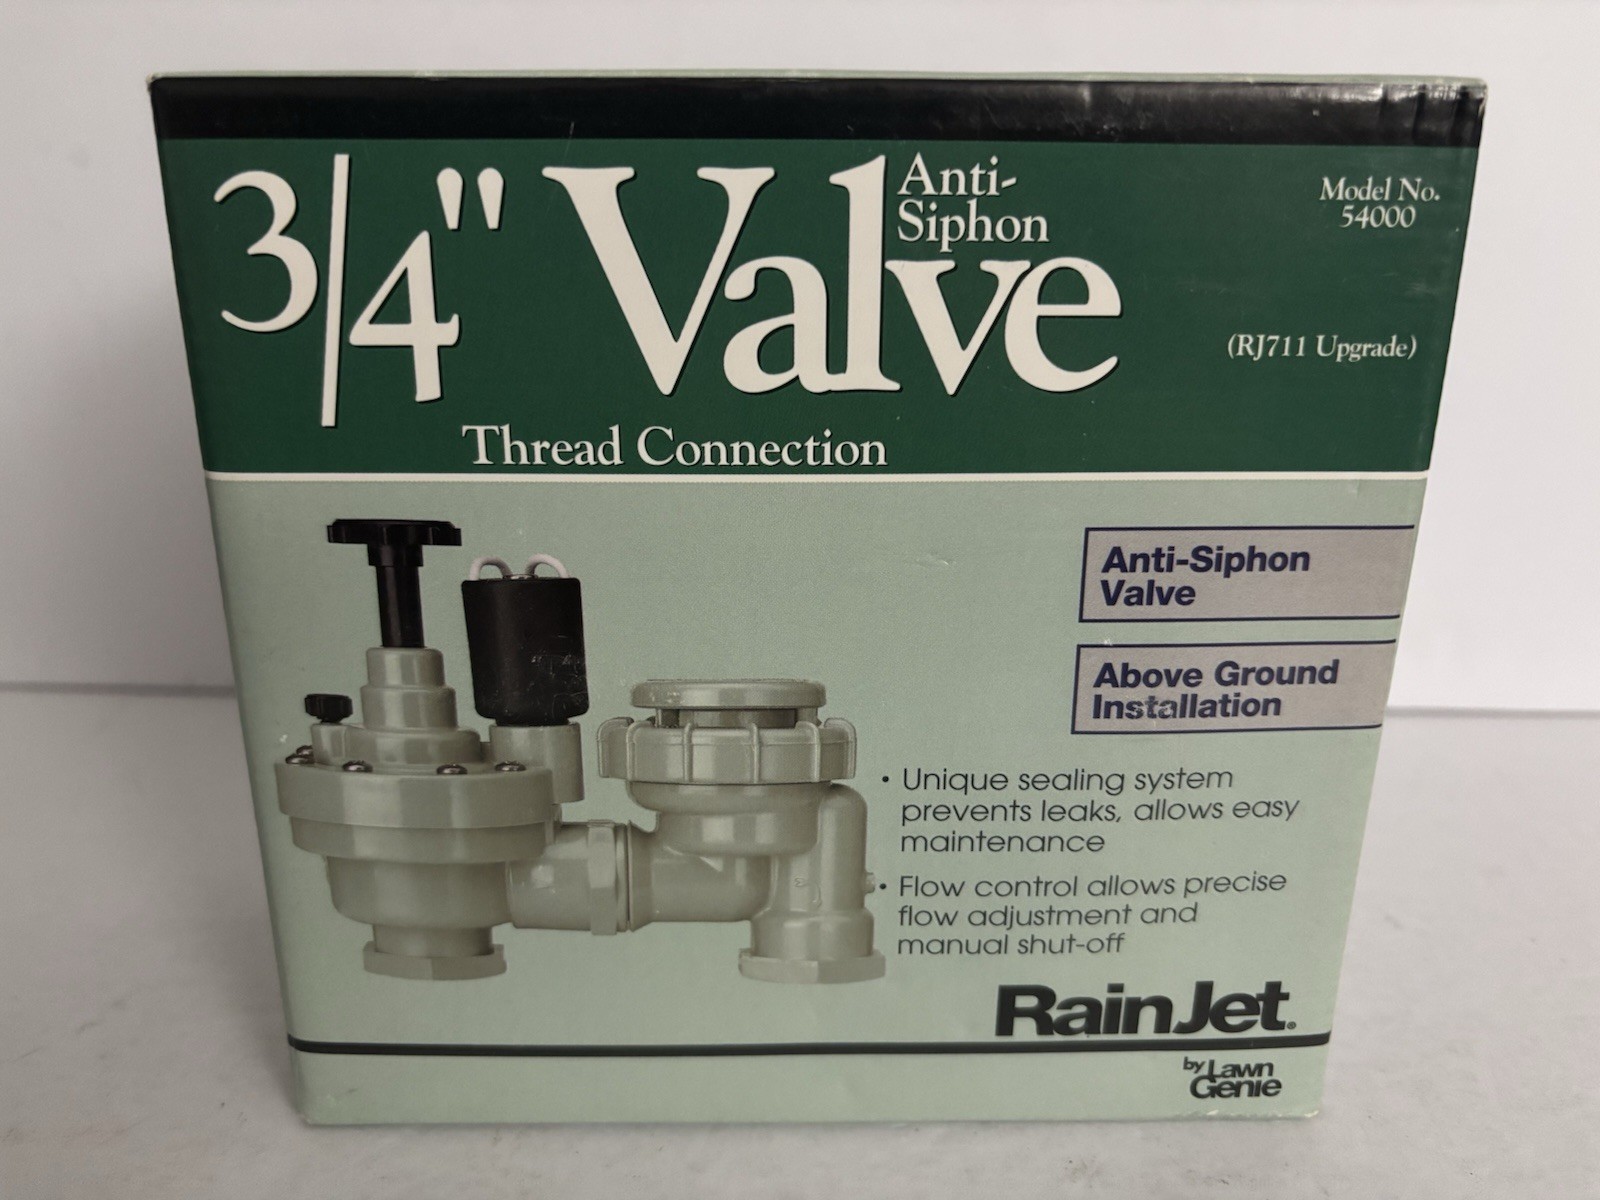 3/4" Valve
Anti-
Siphon
Thread Connection
Model No.
54000
(RJ711 Upgrade)
Anti-Siphon
Valve
Above Ground
Installation
• Unique sealing system
prevents leaks, allows easy
maintenance
• Flow control allows precise
flow adjustment and
manual shut-off
RainJet®
by Lawn
Genie